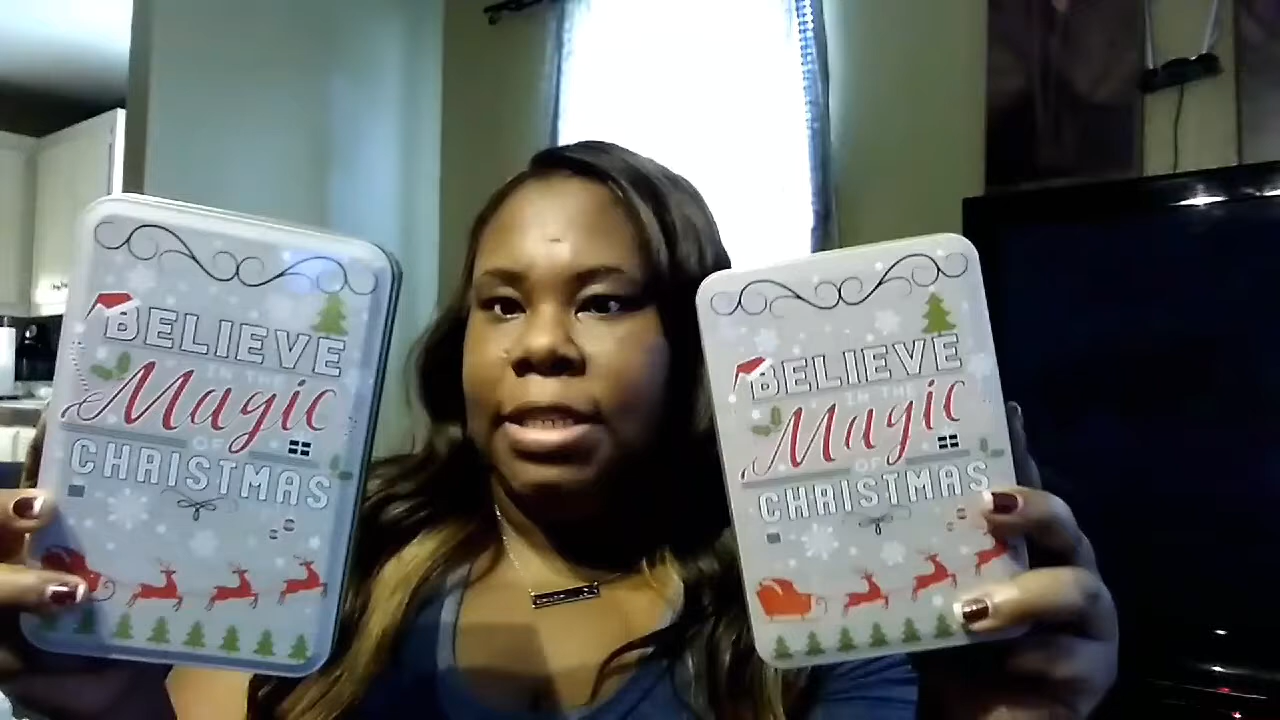 BELIEVE
IN THE
Magic
OF
CHRISTMAS
BELIEVE
IN THE
Magic
OF
CHRISTMAS